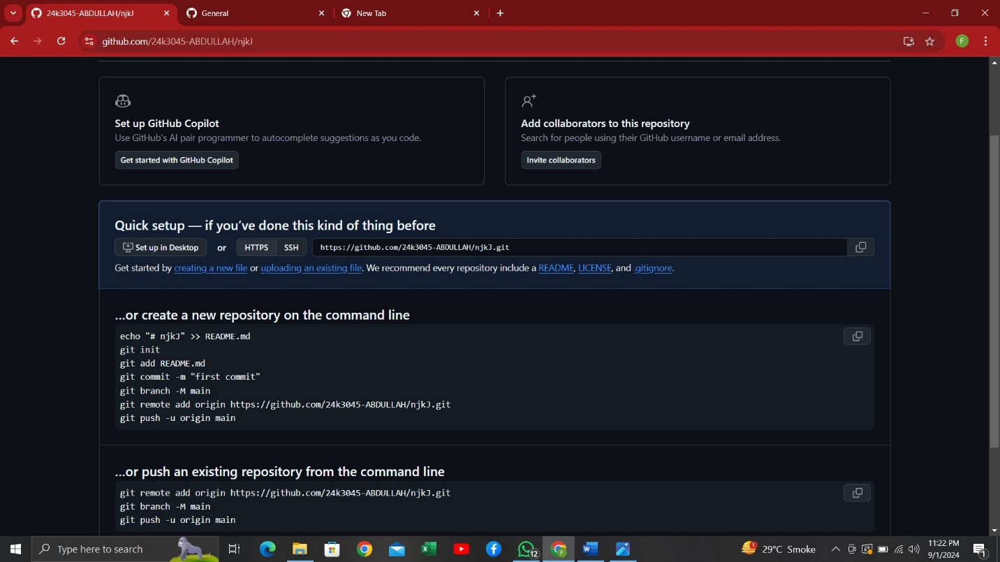 24k3045-ABDULLAH/njkJ
General
New Tab
github.com/24k3045-ABDULLAH/njkJ
F
Set up GitHub Copilot
Use GitHub's AI pair programmer to autocomplete suggestions as you code.
Get started with GitHub Copilot
Add collaborators to this repository
Search for people using their GitHub username or email address.
Invite collaborators
Quick setup — if you’ve done this kind of thing before
Set up in Desktop or HTTPS SSH https://github.com/24k3045-ABDULLAH/njkJ.git
Get started by creating a new file or uploading an existing file. We recommend every repository include a README, LICENSE, and .gitignore.
…or create a new repository on the command line
echo "# njkJ" >> README.md
git init
git add README.md
git commit -m "first commit"
git branch -M main
git remote add origin https://github.com/24k3045-ABDULLAH/njkJ.git
git push -u origin main
…or push an existing repository from the command line
git remote add origin https://github.com/24k3045-ABDULLAH/njkJ.git
git branch -M main
git push -u origin main
Type here to search
12
F
1
29°C Smoke
11:22 PM
9/1/2024
1